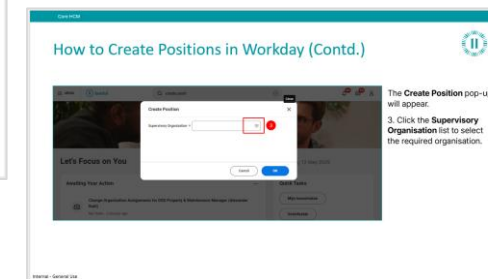 Core HCM
How to Create Positions in Workday (Contd.)
The Create Position pop-up
will appear.
3. Click the Supervisory
Organisation list to select
the required organisation.
Create Position
Supervisory Organisation
3
Cancel
OK
Let's Focus on You
Awaiting Your Action
Quick Tasks
Internal - General Use